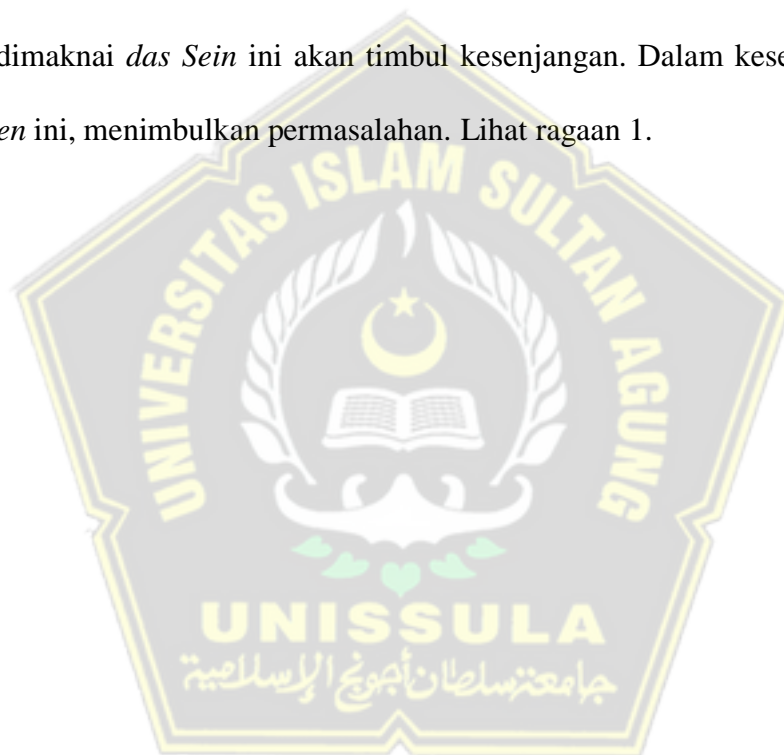 dimaknai das Sein ini akan timbul kesenjangan. Dalam kese
en ini, menimbulkan permasalahan. Lihat ragaan 1.
UNIVERSITAS ISLAM SULTAN AGUNG
UNISSULA
جامعة سلطان أجونج الإسلامية